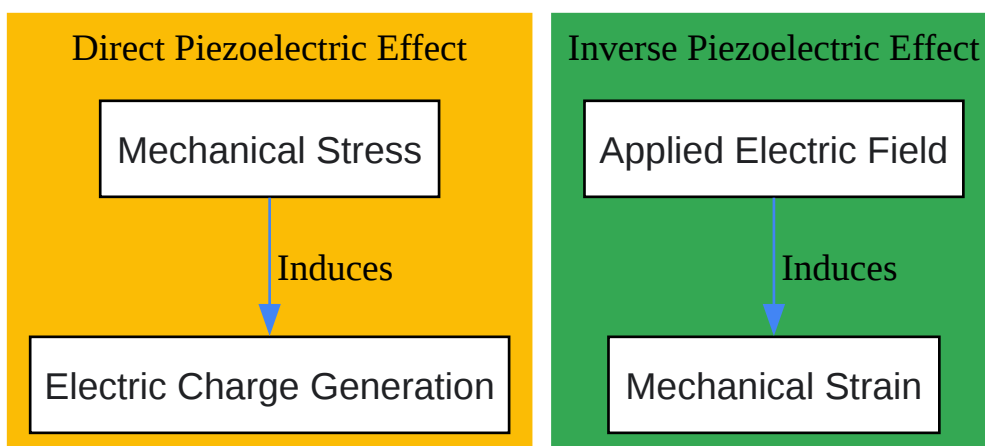 Direct Piezoelectric Effect
Mechanical Stress
Induces
Electric Charge Generation
Inverse Piezoelectric Effect
Applied Electric Field
Induces
Mechanical Strain